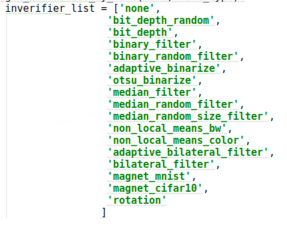 inverifier_list = ['none',
'bit_depth_random',
'bit_depth',
'binary_filter',
'binary_random_filter',
'adaptive_binarize',
'otsu_binarize',
'median_filter',
'median_random_filter',
'median_random_size_filter',
'non_local_means_bw',
'non_local_means_color',
'adaptive_bilateral_filter',
'bilateral_filter',
'magnet_mnist',
'magnet_cifar10',
'rotation'
]